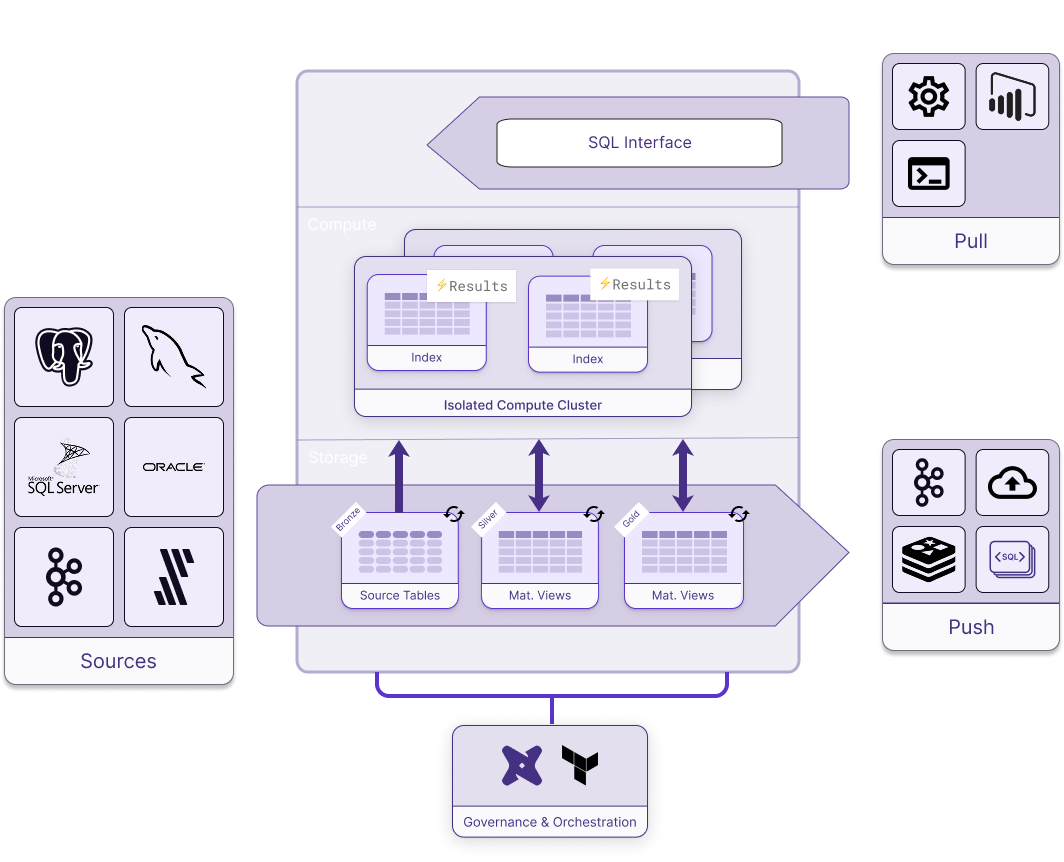 SQL Interface
Pull
Compute
⚡Results
⚡Results
Index
Index
Isolated Compute Cluster
Microsoft
SQL Server
ORACLE
Sources
Storage
Bronze
Silver
Gold
Source Tables
Mat. Views
Mat. Views
<SQL>
Push
Governance & Orchestration